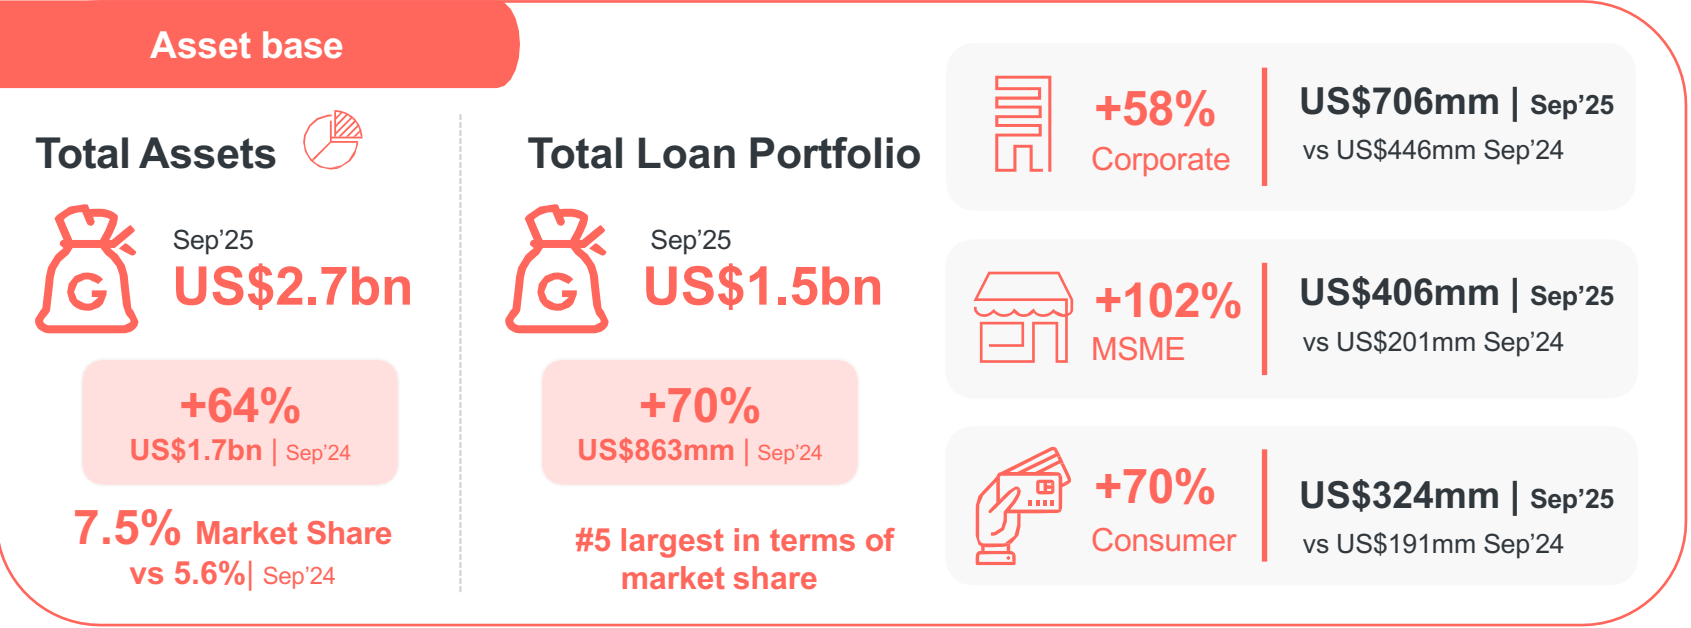 Asset base
Total Assets
Sep’25
US$2.7bn
G
+64%
US$1.7bn | Sep’24
7.5% Market Share
vs 5.6%| Sep’24
Total Loan Portfolio
Sep’25
US$1.5bn
G
+70%
US$863mm | Sep’24
#5 largest in terms of
market share
+58%
Corporate
US$706mm | Sep’25
vs US$446mm Sep’24
+102%
MSME
US$406mm | Sep’25
vs US$201mm Sep’24
+70%
Consumer
US$324mm | Sep’25
vs US$191mm Sep’24